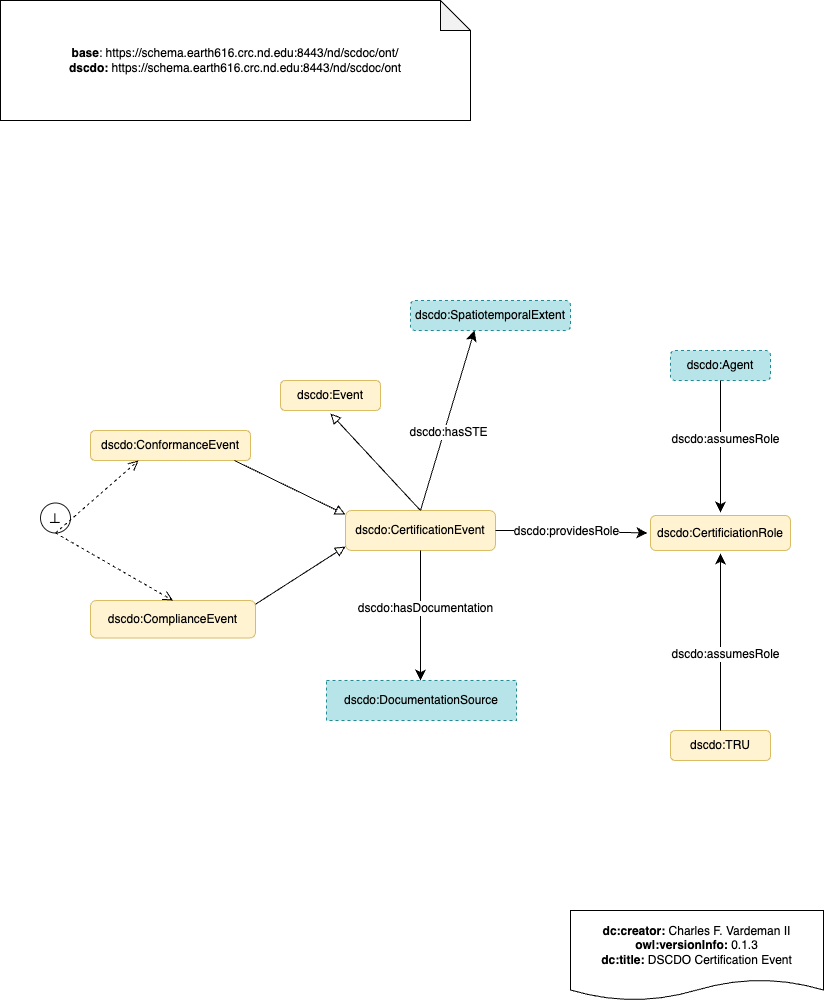 base: https://schema.earth616.crc.nd.edu:8443/nd/scdoc/ont/
dscdo: https://schema.earth616.crc.nd.edu:8443/nd/scdoc/ont
dscdo:SpatiotemporalExtent
dscdo:Agent
dscdo:Event
dscdo:hasSTE
dscdo:assumesRole
dscdo:ConformanceEvent
⊥
dscdo:CertificationEvent
dscdo:providesRole
dscdo:CertificiationRole
dscdo:hasDocumentation
dscdo:ComplianceEvent
dscdo:assumesRole
dscdo:DocumentationSource
dscdo:TRU
dc:creator: Charles F. Vardeman II
owl:versionInfo: 0.1.3
dc:title: DSCDO Certification Event